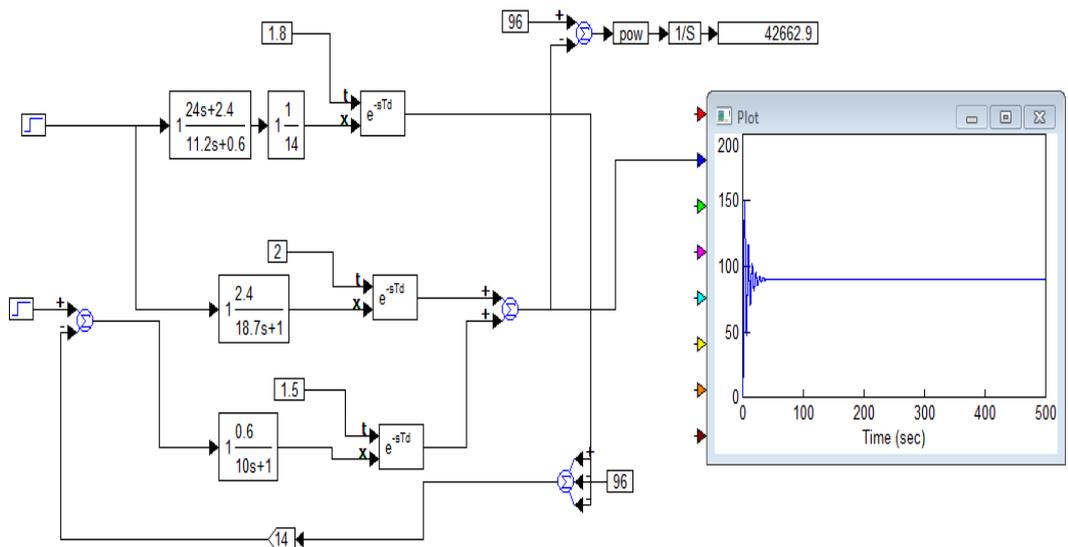 96
+
-
Σ
pow
1/S
42662.9
1.8
t
x
e-sTd
24s+2.4
1
11.2s+0.6
1
1
14
Plot
200
150
100
50
0
0 100 200 300 400 500
Time (sec)
2
t
x
e-sTd
2.4
1
18.7s+1
+
-
Σ
+
+
Σ
1.5
t
x
e-sTd
0.6
1
10s+1
+
-
-
Σ
96
14